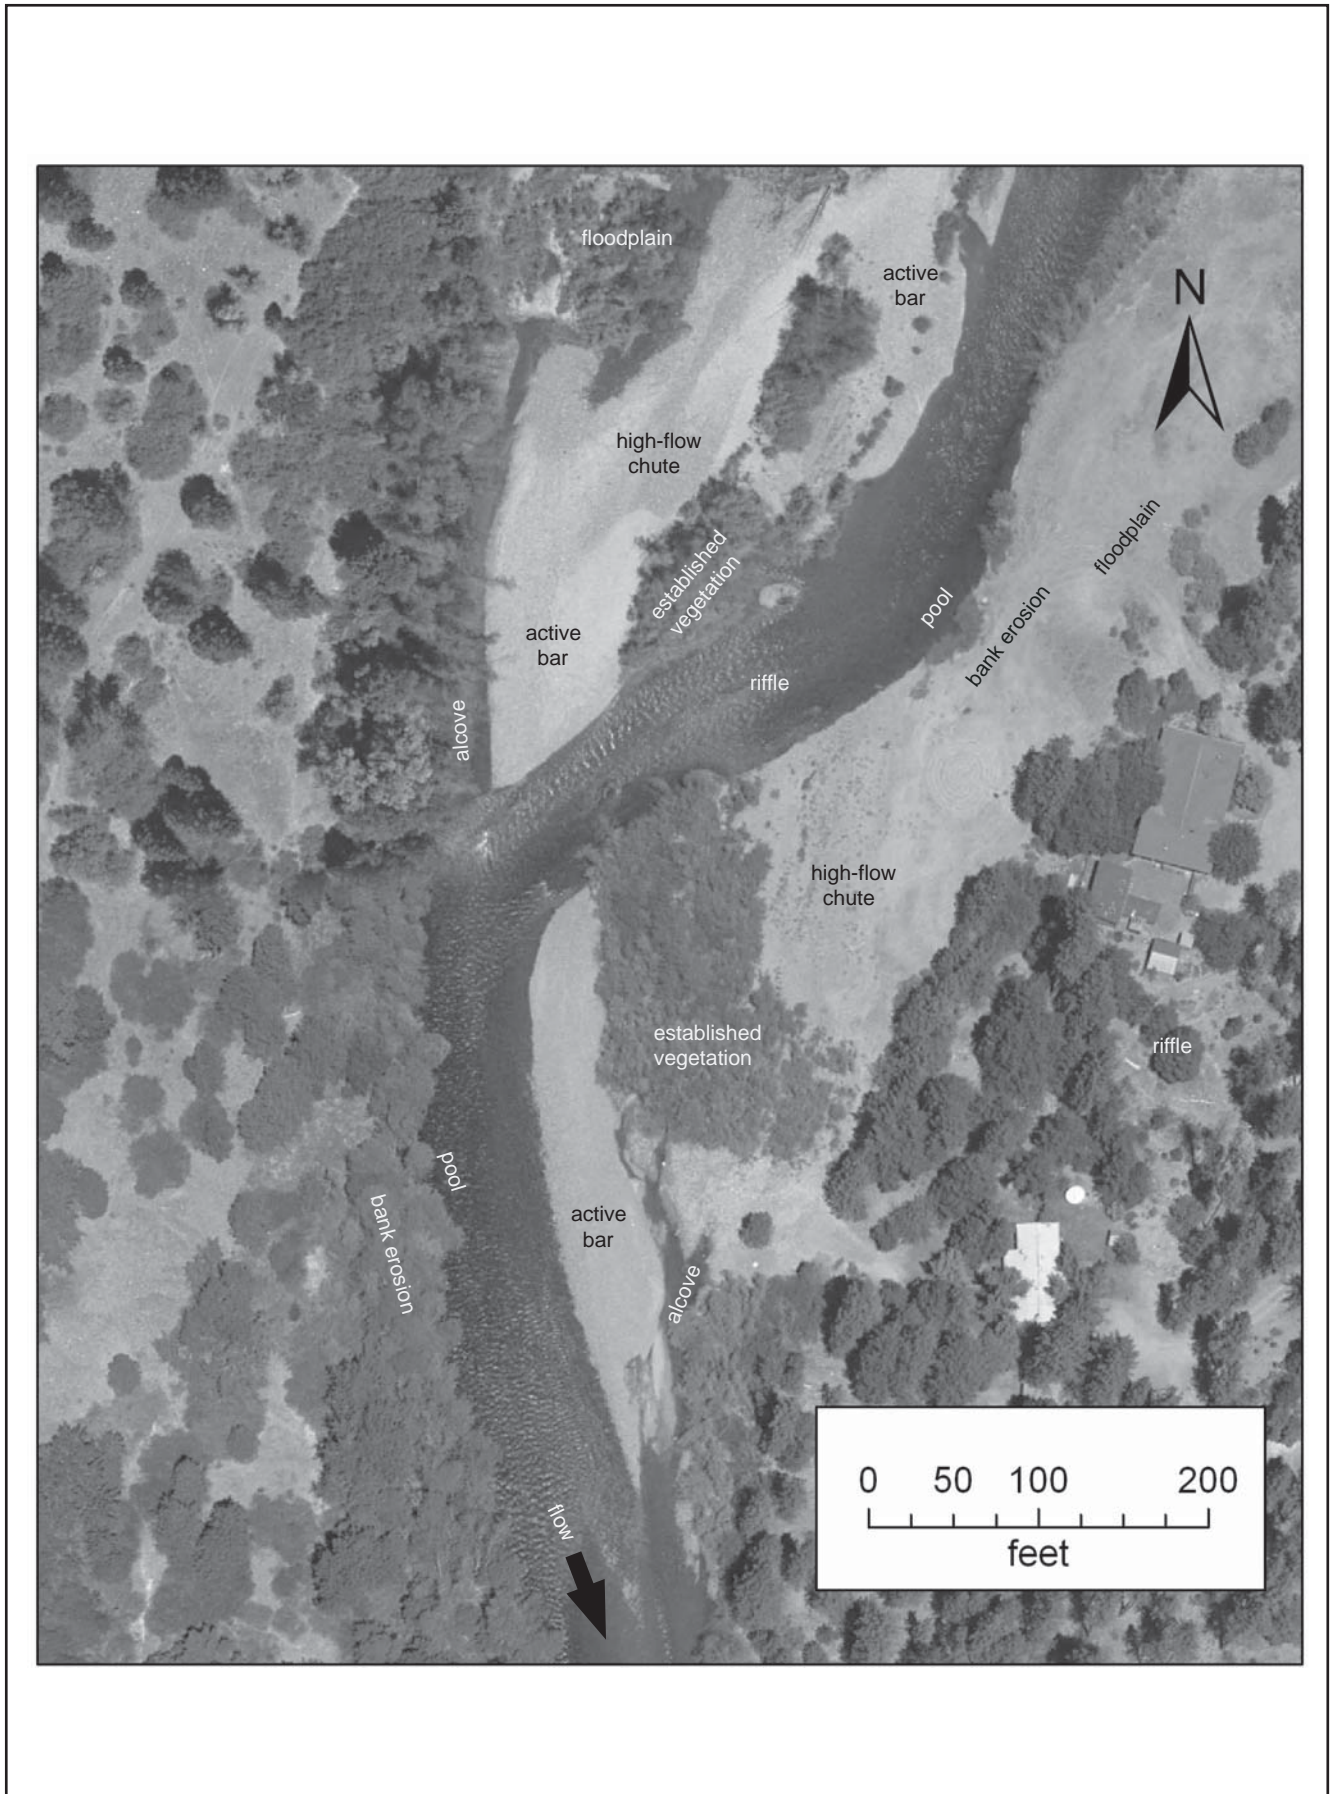 floodplain
active
bar
N
high-flow
chute
floodplain
established
vegetation
pool
bank erosion
active
bar
riffle
alcove
high-flow
chute
established
vegetation
riffle
pool
bank erosion
active
bar
alcove
0 50 100 200
feet
flow